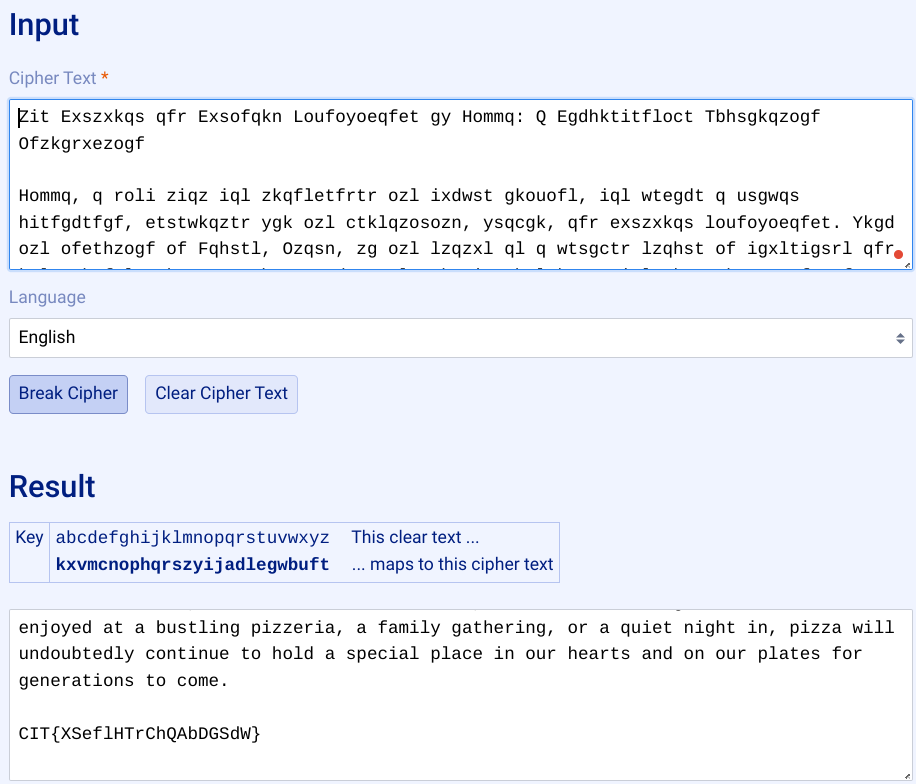 Input
Cipher Text *
Zit Exszxkqs qfr Exsofqkn Loufoyoeqfet gy Hommq: Q Egdhktitfloct Tbhsgkqzogf
Ofzkgrxezogf
Hommq, q roli ziqz iql zkqfletfrtr ozl ixdwst gkouofl, iql wtegdt q usgwqs
hitfgdtfgf, etstwkqztr ygk ozl ctklqzosozn, ysqcgk, qfr exszxkqs loufoyoeqfet. Ykgd
ozl ofethzogf of Fqhstl, Ozqsn, zg ozl lzqzxl ql q wtsgctr lzqhst of igxltigsrl qfr
Language
English
Break Cipher Clear Cipher Text
Result
Key abcdefghijklmnopqrstuvwxyz This clear text ...
kxvmcnophqrszyijadlegwbuft ... maps to this cipher text
enjoyed at a bustling pizzeria, a family gathering, or a quiet night in, pizza will
undoubtedly continue to hold a special place in our hearts and on our plates for
generations to come.
CIT{XSeflHTrChQAbDGSdW}